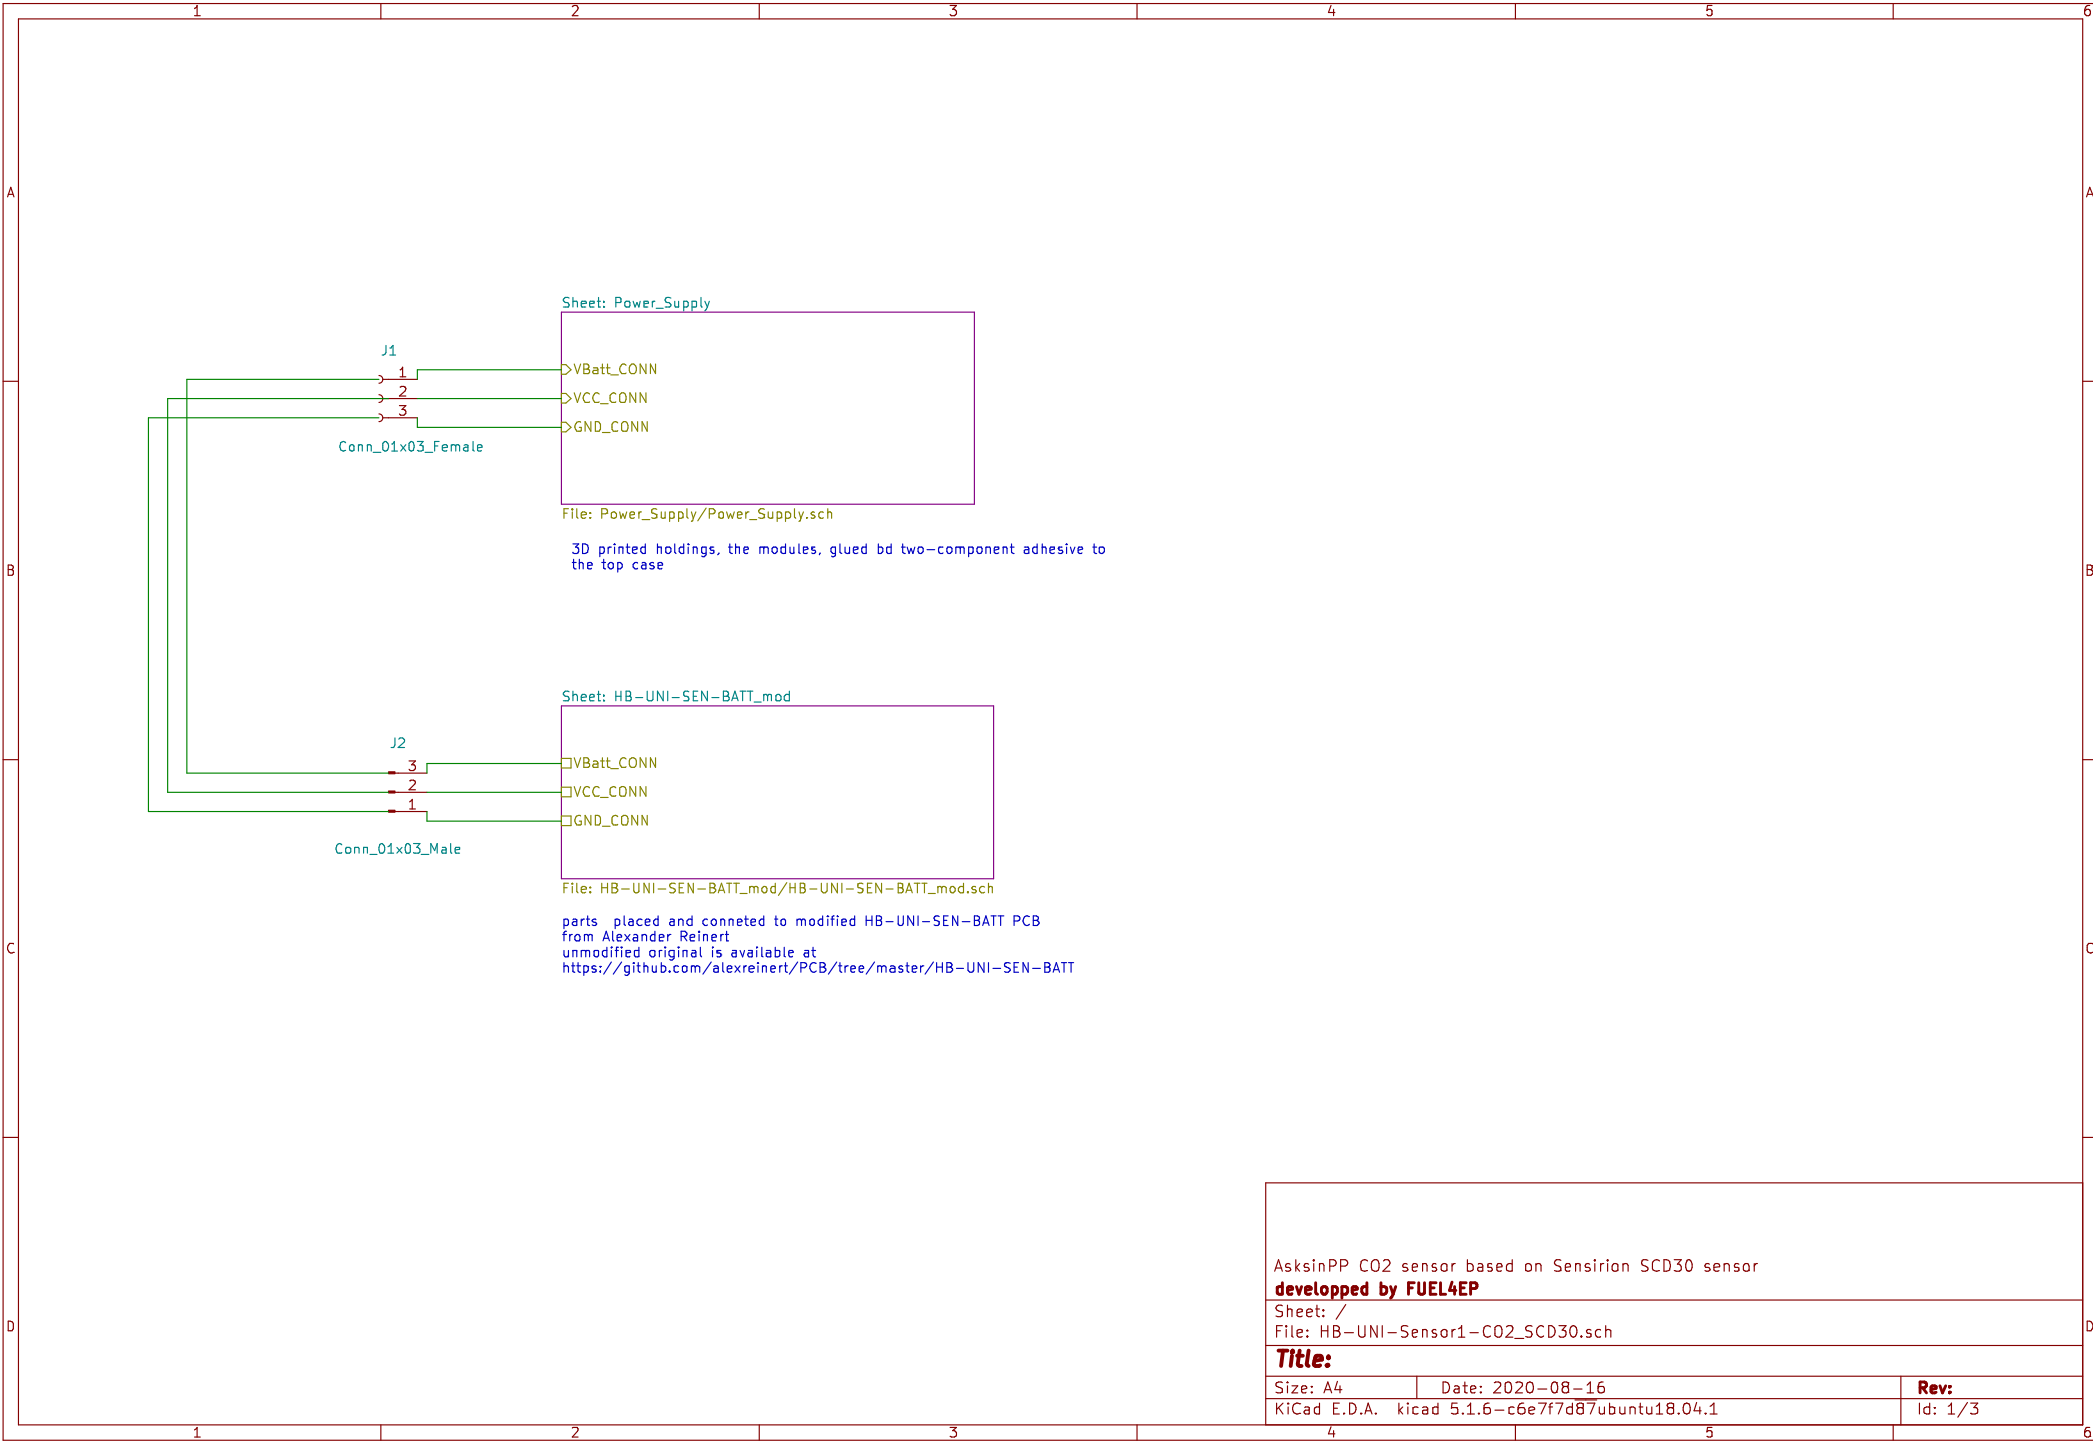 1 2 3 4 5 6
A A
Sheet: Power_Supply
J1
1
VBatt_CONN
2
VCC_CONN
3
GND_CONN
Conn_01x03_Female
File: Power_Supply/Power_Supply.sch
3D printed holdings, the modules, glued bd two-component adhesive to
the top case
B B
Sheet: HB-UNI-SEN-BATT_mod
J2
3
VBatt_CONN
2
VCC_CONN
1
GND_CONN
Conn_01x03_Male
File: HB-UNI-SEN-BATT_mod/HB-UNI-SEN-BATT_mod.sch
parts  placed and conneted to modified HB-UNI-SEN-BATT PCB
from Alexander Reinert
unmodified original is available at
https://github.com/alexreinert/PCB/tree/master/HB-UNI-SEN-BATT
C C
AsksinPP CO2 sensor based on Sensirion SCD30 sensor
developped by FUEL4EP
Sheet: /
File: HB-UNI-Sensor1-CO2_SCD30.sch
D D
Title:
Size: A4 Date: 2020-08-16 Rev:
KiCad E.D.A.  kicad 5.1.6-c6e7f7d87ubuntu18.04.1 Id: 1/3
1 2 3 4 5 6